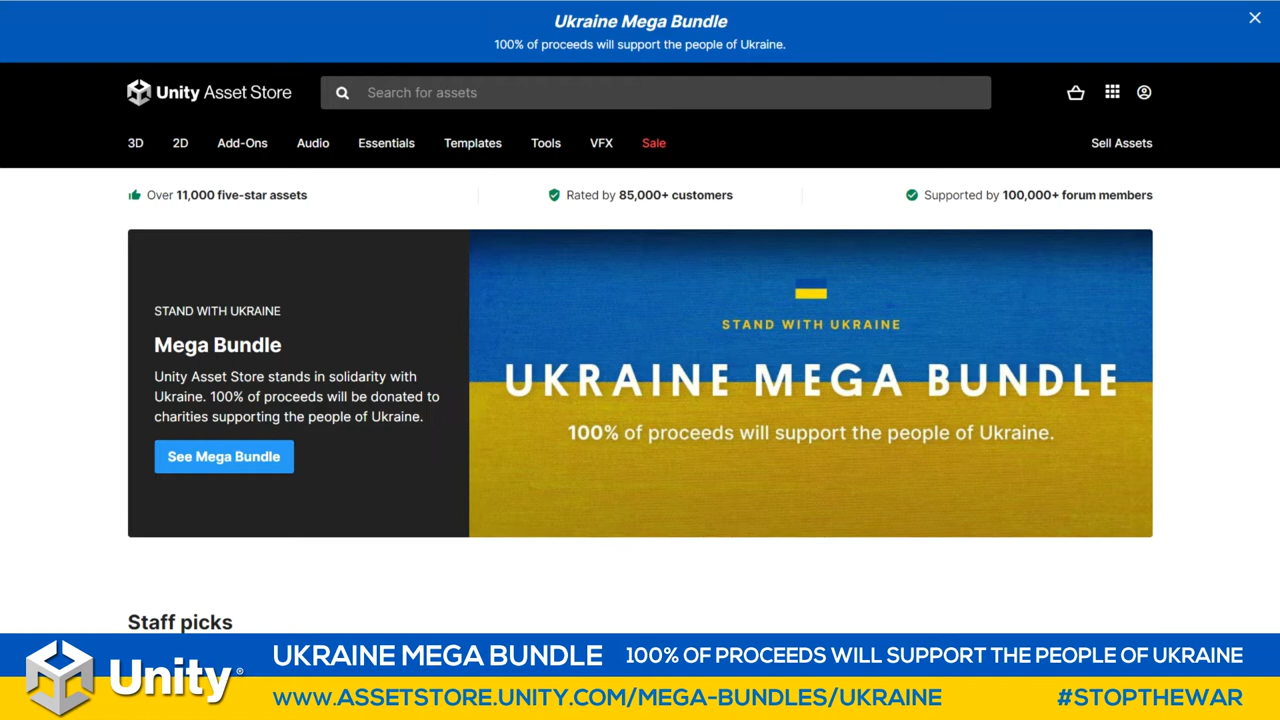 Ukraine Mega Bundle
100% of proceeds will support the people of Ukraine.
Unity Asset Store
Search for assets
3D 2D Add-Ons Audio Essentials Templates Tools VFX Sale Sell Assets
Over 11,000 five-star assets
Rated by 85,000+ customers
Supported by 100,000+ forum members
STAND WITH UKRAINE
Mega Bundle
Unity Asset Store stands in solidarity with
Ukraine. 100% of proceeds will be donated to
charities supporting the people of Ukraine.
See Mega Bundle
STAND WITH UKRAINE
UKRAINE MEGA BUNDLE
100% of proceeds will support the people of Ukraine.
Staff picks
Unity®
UKRAINE MEGA BUNDLE 100% OF PROCEEDS WILL SUPPORT THE PEOPLE OF UKRAINE
WWW.ASSETSTORE.UNITY.COM/MEGA-BUNDLES/UKRAINE #STOPTHEWAR